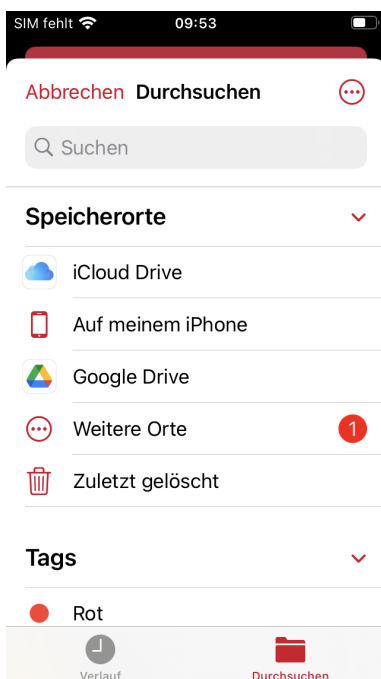 SIM fehlt 09:53
Abbrechen Durchsuchen
Suchen
Speicherorte
iCloud Drive
Auf meinem iPhone
Google Drive
Weitere Orte 1
Zuletzt gelöscht
Tags
Rot
Verlauf Durchsuchen